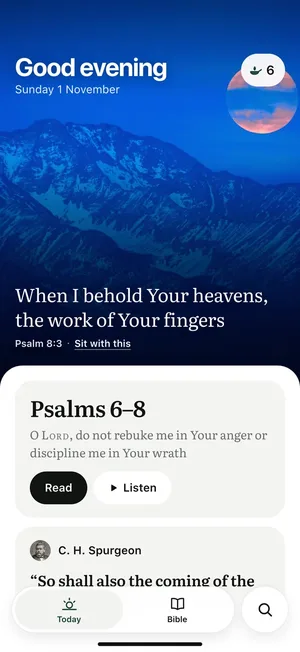 Good evening
6
Sunday 1 November
When I behold Your heavens,
the work of Your fingers
Psalm 8:3 · Sit with this
Psalms 6–8
O LORD, do not rebuke me in Your anger or
discipline me in Your wrath
Read
Listen
C. H. Spurgeon
“So shall also the coming of the
Today
Bible